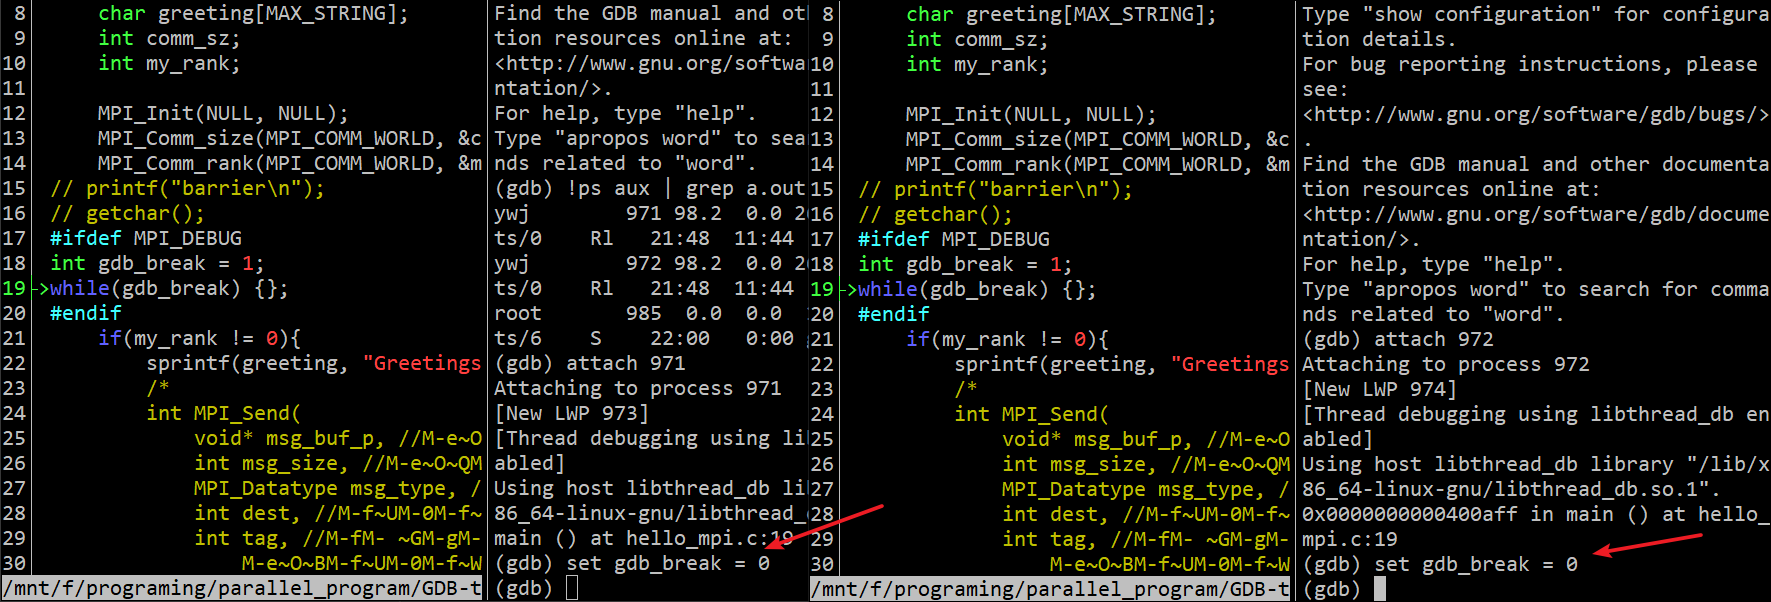 8 char greeting[MAX_STRING];
9 int comm_sz;
10 int my_rank;
11
12 MPI_Init(NULL, NULL);
13 MPI_Comm_size(MPI_COMM_WORLD, &c
14 MPI_Comm_rank(MPI_COMM_WORLD, &m
15 // printf("barrier\n");
16 // getchar();
17 #ifdef MPI_DEBUG
18 int gdb_break = 1;
19->while(gdb_break) {};
20 #endif
21 if(my_rank != 0){
22 sprintf(greeting, "Greetings
23 /*
24 int MPI_Send(
25 void* msg_buf_p, //M-e~O
26 int msg_size, //M-e~O~QM
27 MPI_Datatype msg_type, /
28 int dest, //M-f~UM-0M-f~
29 int tag, //M-fM- ~GM-gM-
30 M-e~O~BM-f~UM-0M-f~W
/mnt/f/programing/parallel_program/GDB-t
Find the GDB manual and ot
tion resources online at:
<http://www.gnu.org/softwa
ntation/>.
For help, type "help".
Type "apropos word" to sea
nds related to "word".
(gdb) !ps aux | grep a.out
ywj 971 98.2 0.0 2
ts/0 Rl 21:48 11:44
ywj 972 98.2 0.0 2
ts/0 Rl 21:48 11:44
root 985 0.0 0.0
ts/6 S 22:00 0:00
(gdb) attach 971
Attaching to process 971
[New LWP 973]
[Thread debugging using li
abled]
Using host libthread_db li
86_64-linux-gnu/libthread_
main () at hello_mpi.c:19
(gdb) set gdb_break = 0
(gdb)
8 char greeting[MAX_STRING];
9 int comm_sz;
10 int my_rank;
11
12 MPI_Init(NULL, NULL);
13 MPI_Comm_size(MPI_COMM_WORLD, &c
14 MPI_Comm_rank(MPI_COMM_WORLD, &m
15 // printf("barrier\n");
16 // getchar();
17 #ifdef MPI_DEBUG
18 int gdb_break = 1;
19->while(gdb_break) {};
20 #endif
21 if(my_rank != 0){
22 sprintf(greeting, "Greetings
23 /*
24 int MPI_Send(
25 void* msg_buf_p, //M-e~O
26 int msg_size, //M-e~O~QM
27 MPI_Datatype msg_type, /
28 int dest, //M-f~UM-0M-f~
29 int tag, //M-fM- ~GM-gM-
30 M-e~O~BM-f~UM-0M-f~W
/mnt/f/programing/parallel_program/GDB-t
Type "show configuration" for configura
tion details.
For bug reporting instructions, please
see:
<http://www.gnu.org/software/gdb/bugs/>
.
Find the GDB manual and other documenta
tion resources online at:
<http://www.gnu.org/software/gdb/docume
ntation/>.
For help, type "help".
Type "apropos word" to search for comma
nds related to "word".
(gdb) attach 972
Attaching to process 972
[New LWP 974]
[Thread debugging using libthread_db en
abled]
Using host libthread_db library "/lib/x
86_64-linux-gnu/libthread_db.so.1".
0x0000000000400aff in main () at hello_
mpi.c:19
(gdb) set gdb_break = 0
(gdb)